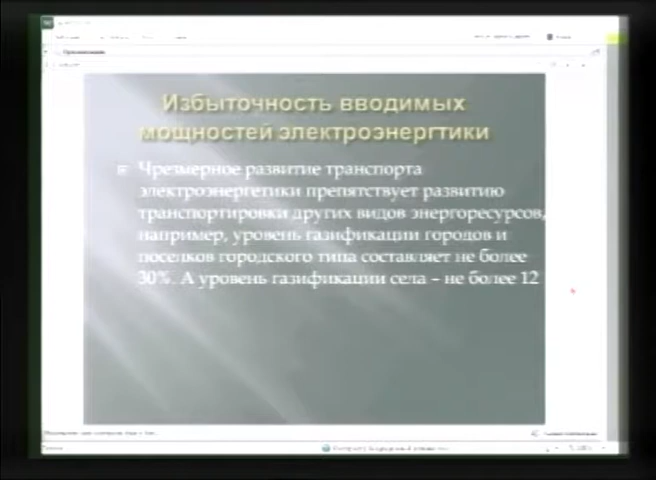 Избыточность вводимых
мощностей электроэнергтики
Чрезмерное развитие транспорта
электроэнергетики препятствует развитию
транспортировки других видов энергоресурсов,
например, уровень газификации городов и
поселков городского типа составляет не более
30%. А уровень газификации села – не более 12